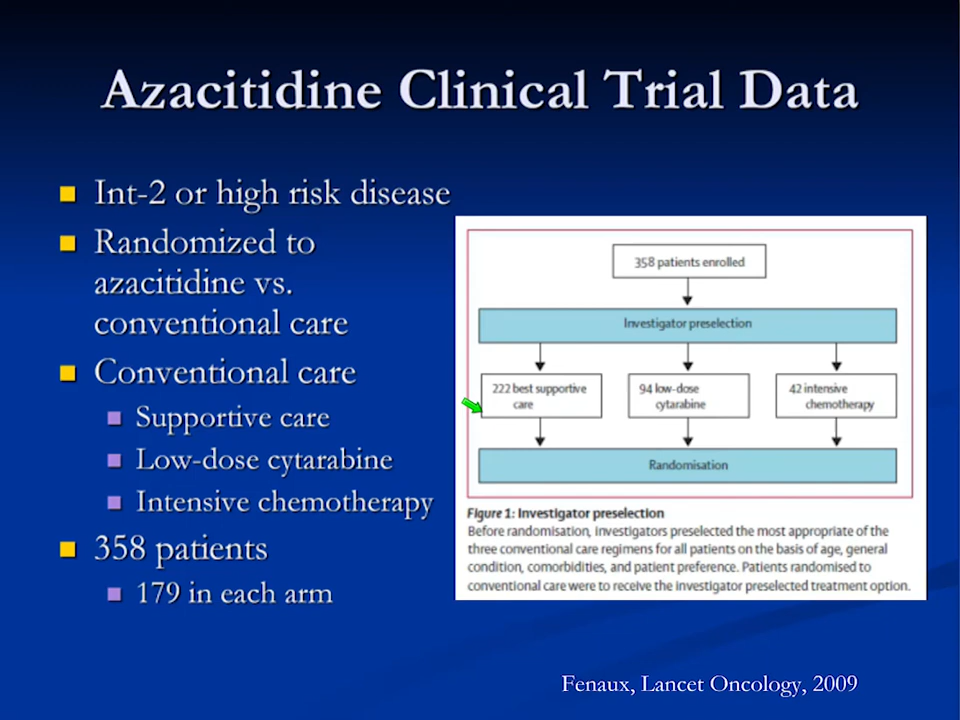 Azacitidine Clinical Trial Data
Int-2 or high risk disease
Randomized to
azacitidine vs.
conventional care
Conventional care
Supportive care
Low-dose cytarabine
Intensive chemotherapy
358 patients
179 in each arm
358 patients enrolled
Investigator preselection
222 best supportive
care
94 low-dose
cytarabine
42 intensive
chemotherapy
Randomisation
Figure 1: Investigator preselection
Before randomisation, investigators preselected the most appropriate of the
three conventional care regimens for all patients on the basis of age, general
condition, comorbidities, and patient preference. Patients randomised to
conventional care were to receive the investigator preselected treatment option.
Fenaux, Lancet Oncology, 2009